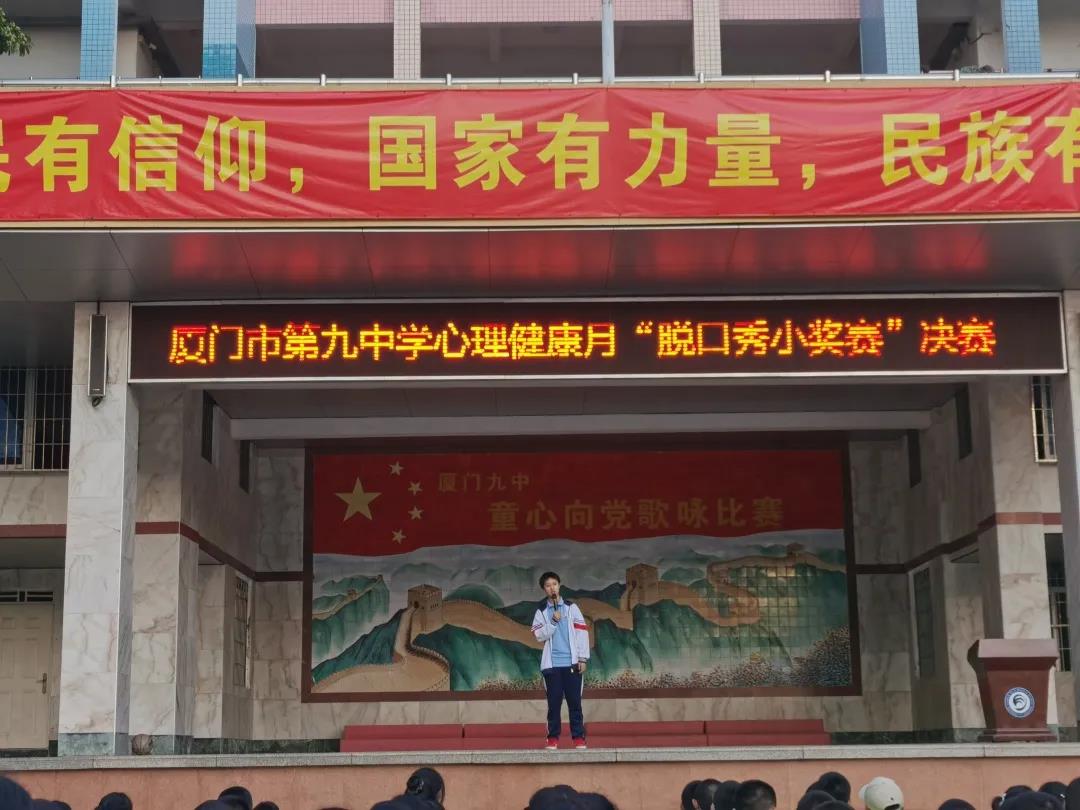 民有信仰，国家有力量，民族有
厦门市第九中学心理健康月“脱口秀小奖赛”决赛
厦门九中
童心向党歌咏比赛